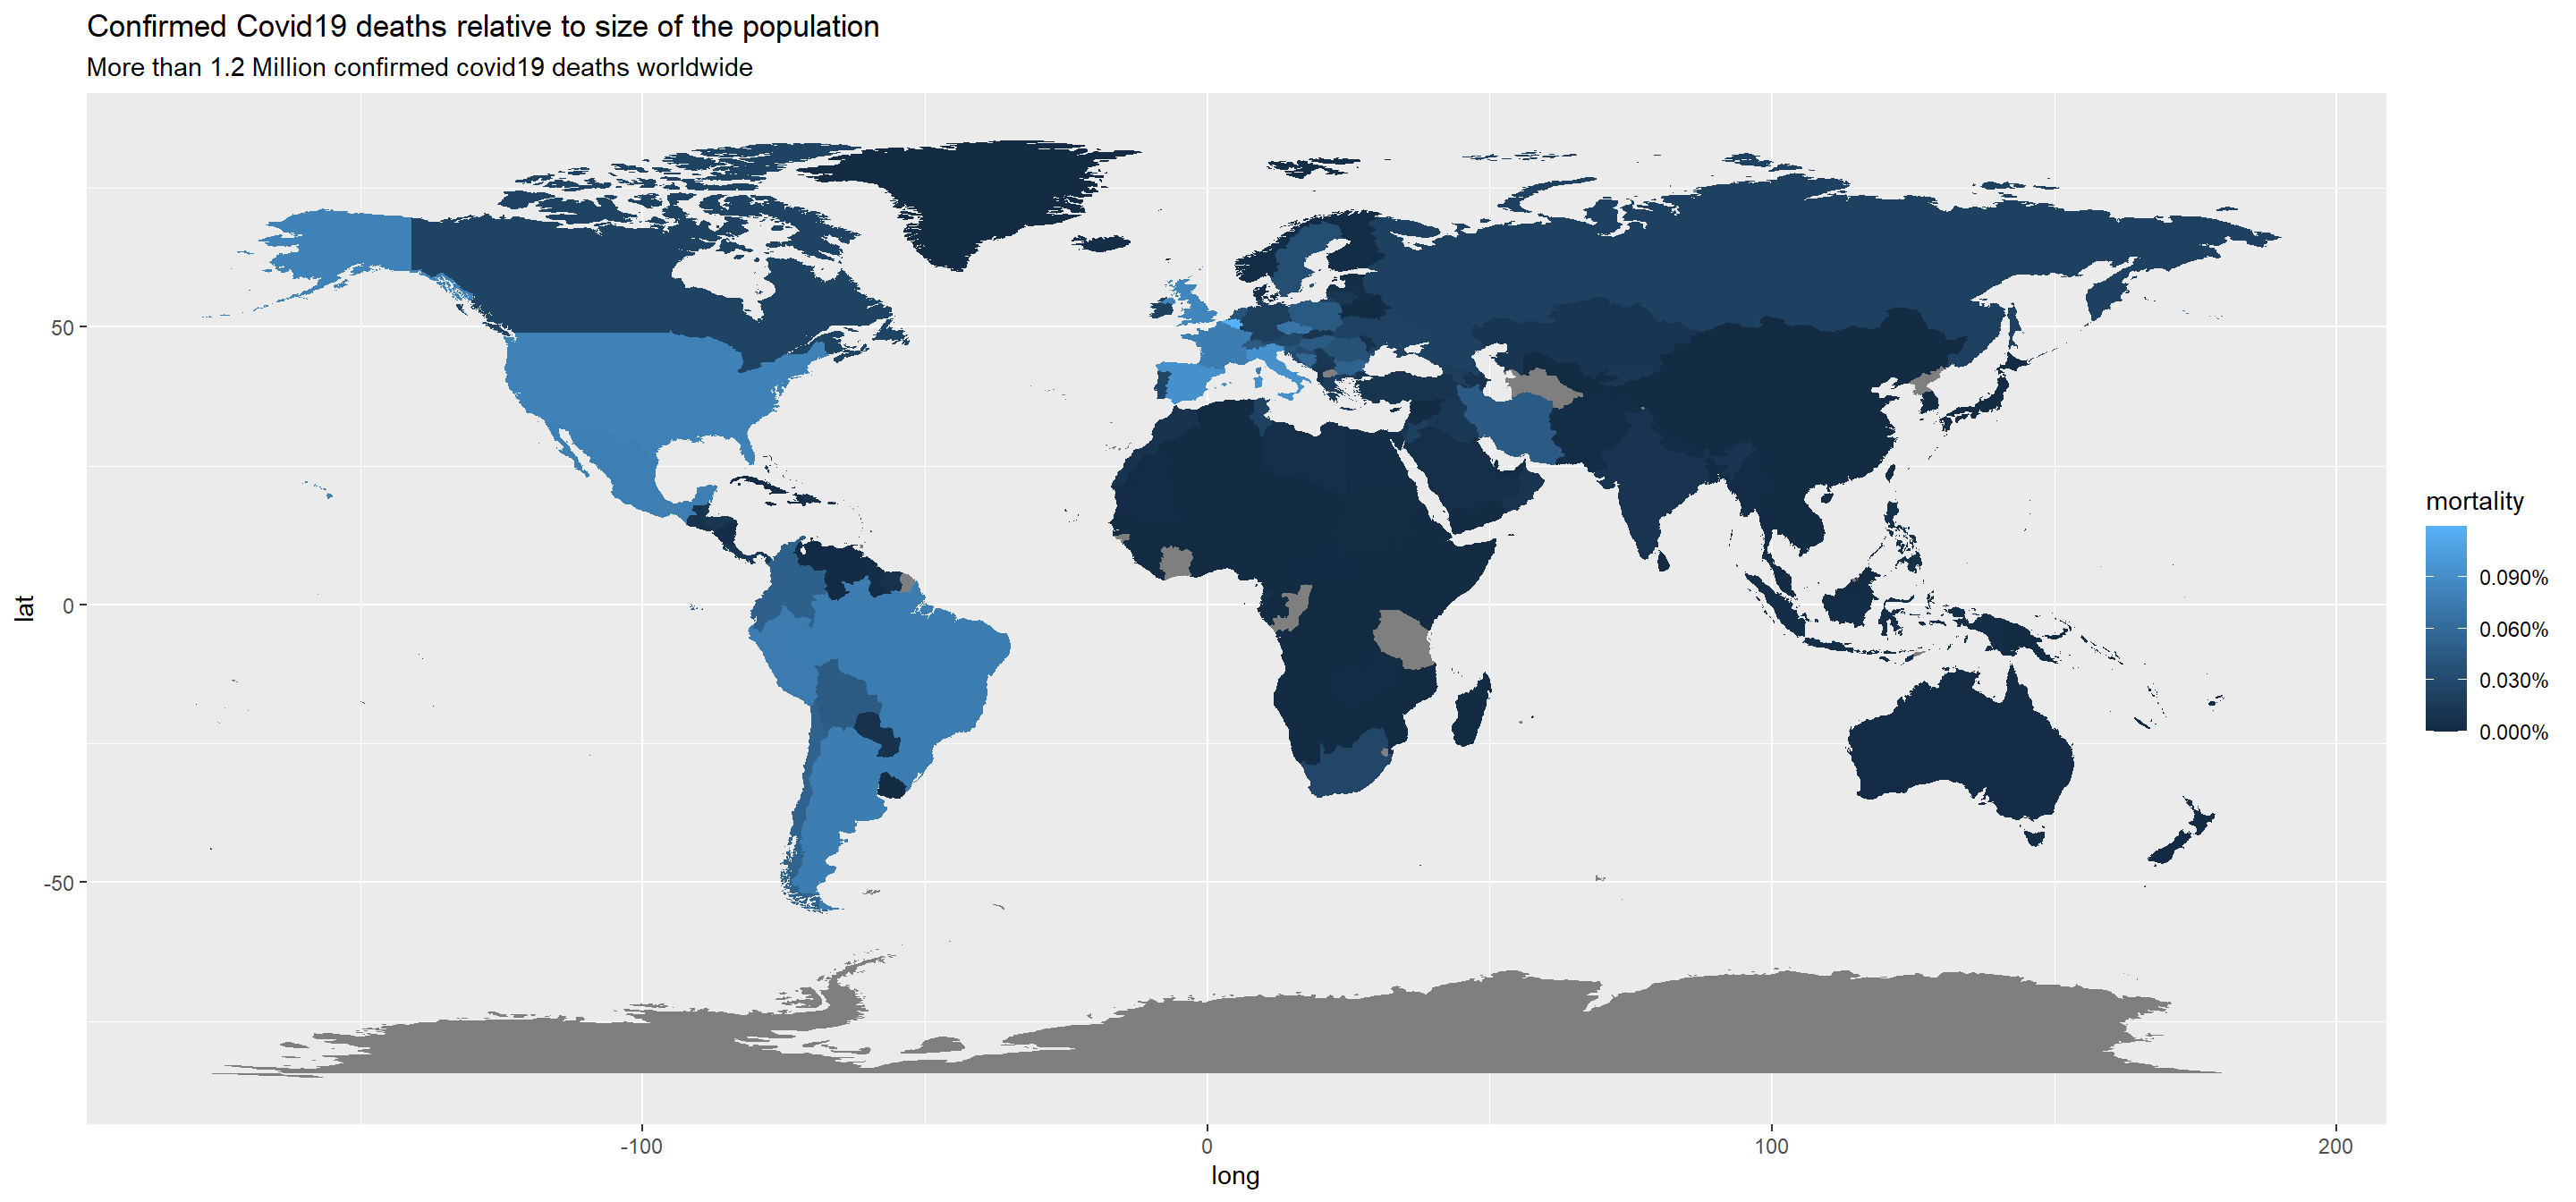 Confirmed Covid19 deaths relative to size of the population
More than 1.2 Million confirmed covid19 deaths worldwide
lat
50
0
-50
-100
0
100
200
long
mortality
0.090%
0.060%
0.030%
0.000%